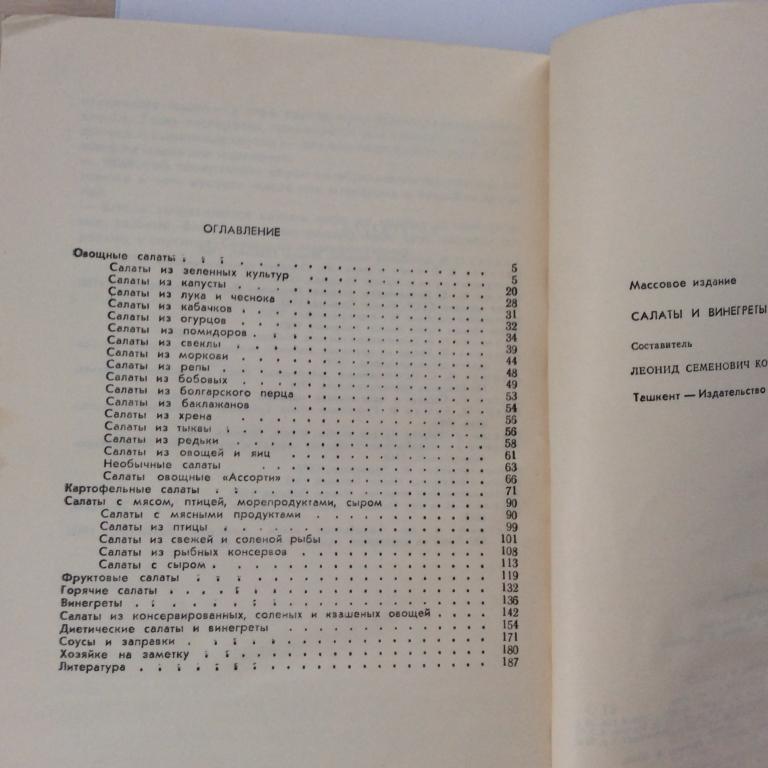 ОГЛАВЛЕНИЕ
Овощные салаты 5
Салаты из зеленных культур 5
Салаты из капусты 20
Салаты из лука и чеснока 28
Салаты из кабачков 31
Салаты из огурцов 32
Салаты из помидоров 34
Салаты из свеклы 39
Салаты из моркови 44
Салаты из репы 48
Салаты из бобовых 49
Салаты из болгарского перца 53
Салаты из баклажанов 54
Салаты из хрена 56
Салаты из тыквы 56
Салаты из редьки 58
Салаты из овощей и яиц 61
Необычные салаты 63
Салаты овощные «Ассорти» 66
Картофельные салаты 71
Салаты с мясом, птицей, морепродуктами, сыром 90
Салаты с мясными продуктами 90
Салаты из птицы 99
Салаты из свежей и соленой рыбы 101
Салаты из рыбных консервов 108
Салаты с сыром 113
Фруктовые салаты 119
Горячие салаты 132
Винегреты 136
Салаты из консервированных, соленых и квашеных овощей 142
Диетические салаты и винегреты 154
Соусы и заправки 171
Хозяйке на заметку 180
Литература 187
Массовое издание
САЛАТЫ И ВИНЕГРЕТЫ
Составитель
ЛЕОНИД СЕМЕНОВИЧ КО
Ташкент — Издательство